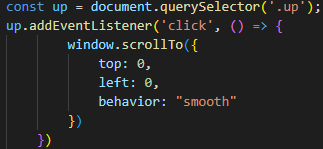 const up = document.querySelector('.up');
up.addEventListener('click', () => {
window.scrollTo({
top: 0,
left: 0,
behavior: "smooth"
})
})